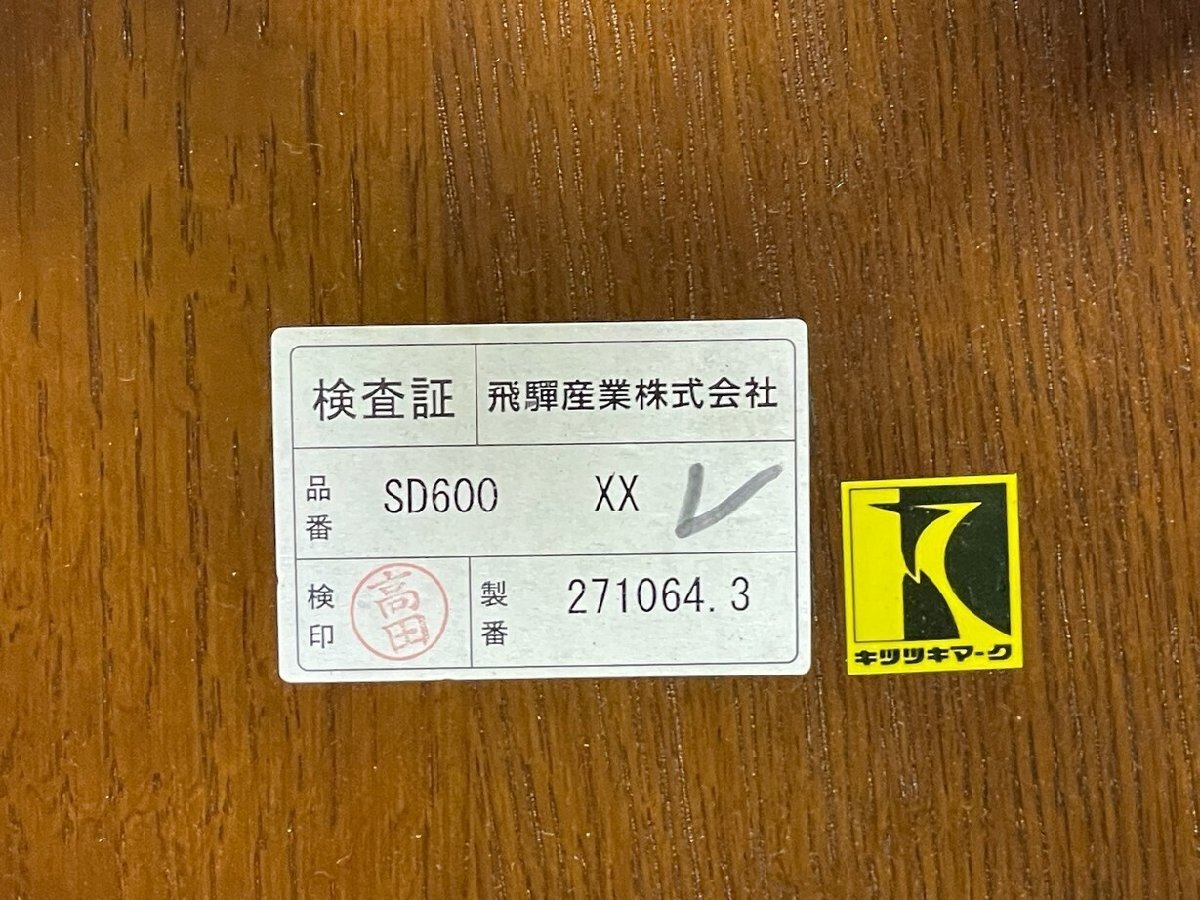 検査証 飛驒産業株式会社
品番 SD600 XX
検印 高田 製番 271064.3
キツツキマーク